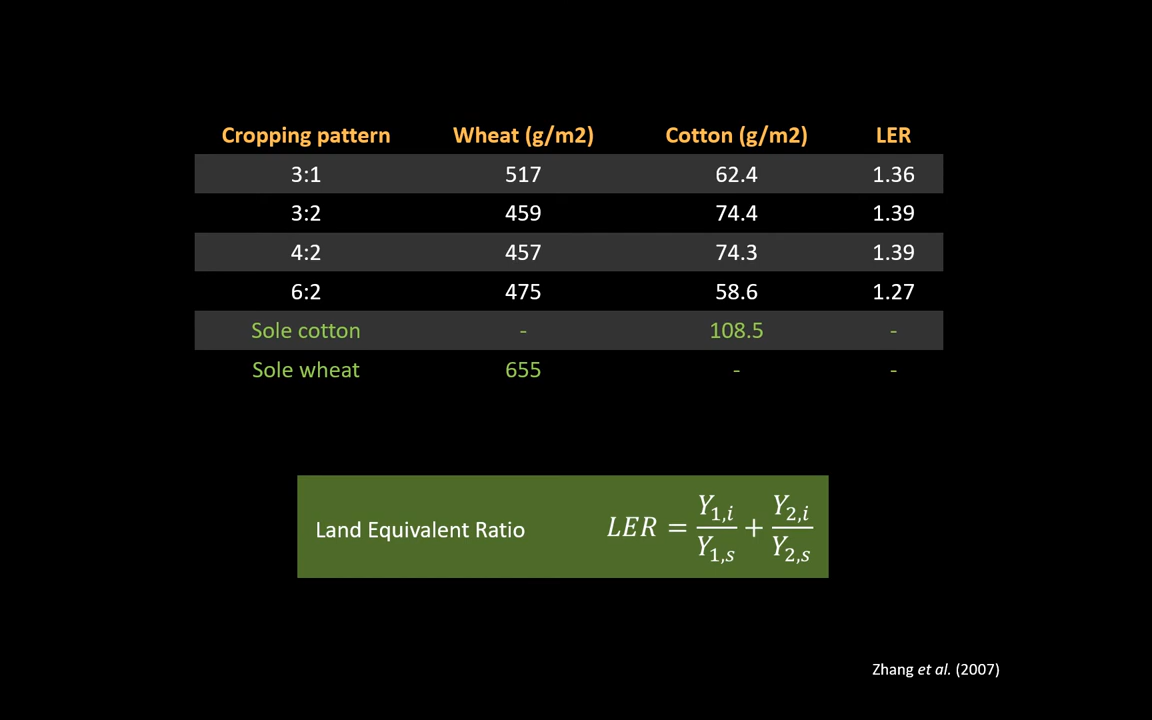 Cropping pattern Wheat (g/m2) Cotton (g/m2) LER
3:1 517 62.4 1.36
3:2 459 74.4 1.39
4:2 457 74.3 1.39
6:2 475 58.6 1.27
Sole cotton - 108.5 -
Sole wheat 655 - -
Land Equivalent Ratio LER = Y1,i/Y1,s + Y2,i/Y2,s
Zhang et al. (2007)